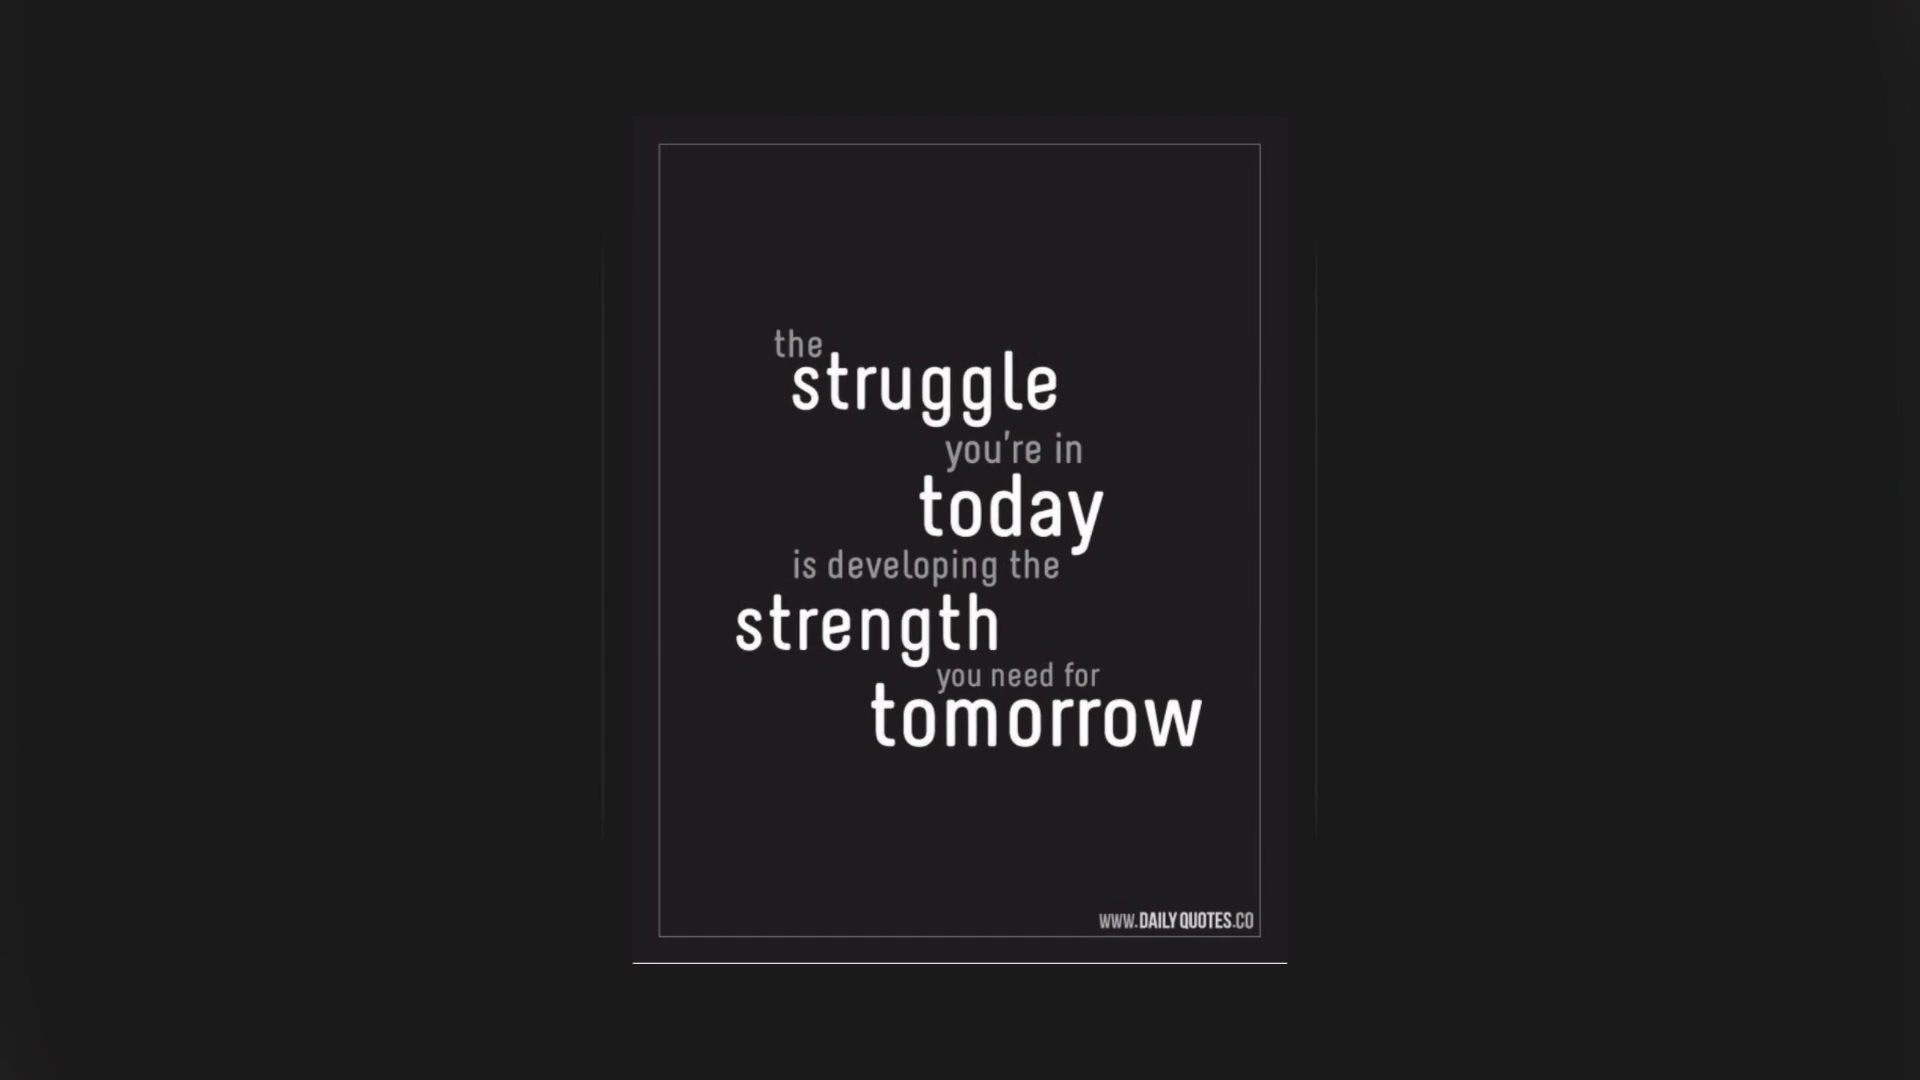 the
struggle
you're in
today
is developing the
strength
you need for
tomorrow
WWW.DAILY QUOTES.CO